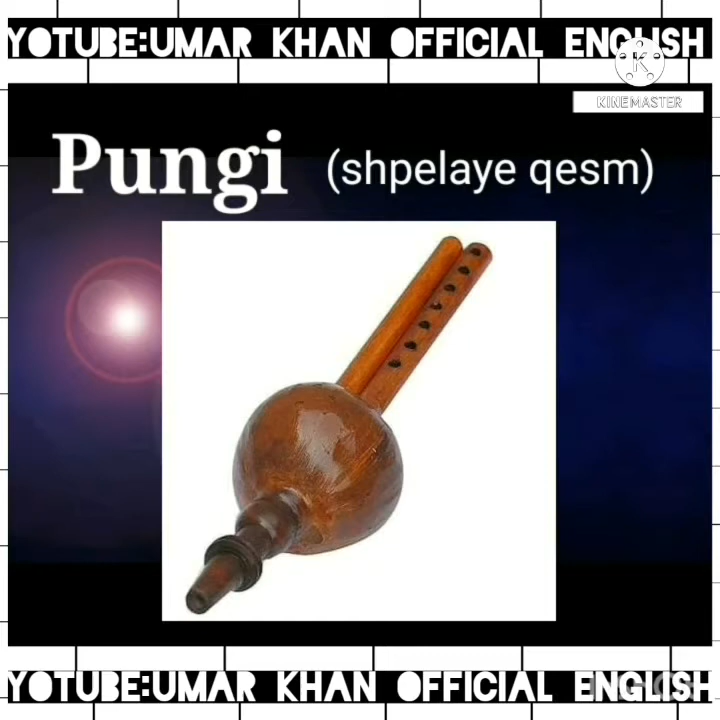 YOTUBE:UMAR KHAN OFFICIAL ENGLISH
K
KINEMASTER
Pungi (shpelaye qesm)
YOTUBE:UMAR KHAN OFFICIAL ENGLISH